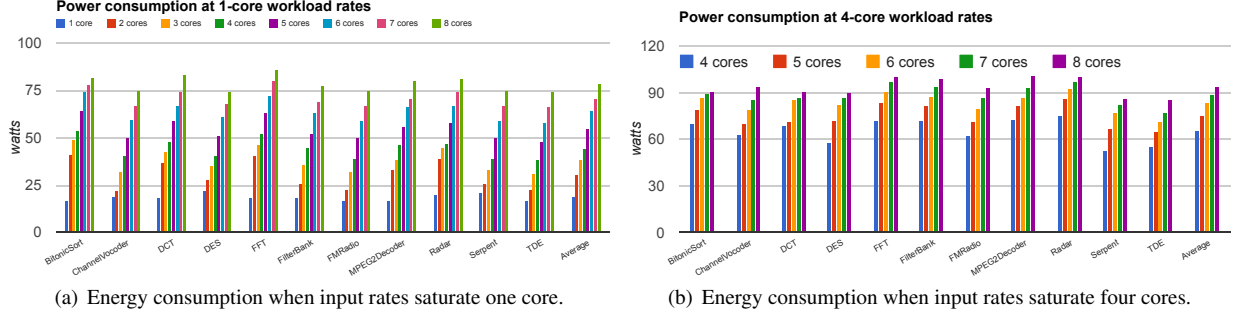 Power consumption at 1-core workload rates
1 core 2 cores 3 cores 4 cores 5 cores 6 cores 7 cores 8 cores
100
75
50
25
0
watts
BitonicSort ChannelVocoder DCT DES FFT FilterBank FMRadio MPEG2Decoder Radar Serpent TDE Average
(a) Energy consumption when input rates saturate one core.
Power consumption at 4-core workload rates
120
4 cores 5 cores 6 cores 7 cores 8 cores
90
60
30
0
watts
BitonicSort ChannelVocoder DCT DES FFT FilterBank FMRadio MPEG2Decoder Radar Serpent TDE Average
(b) Energy consumption when input rates saturate four cores.